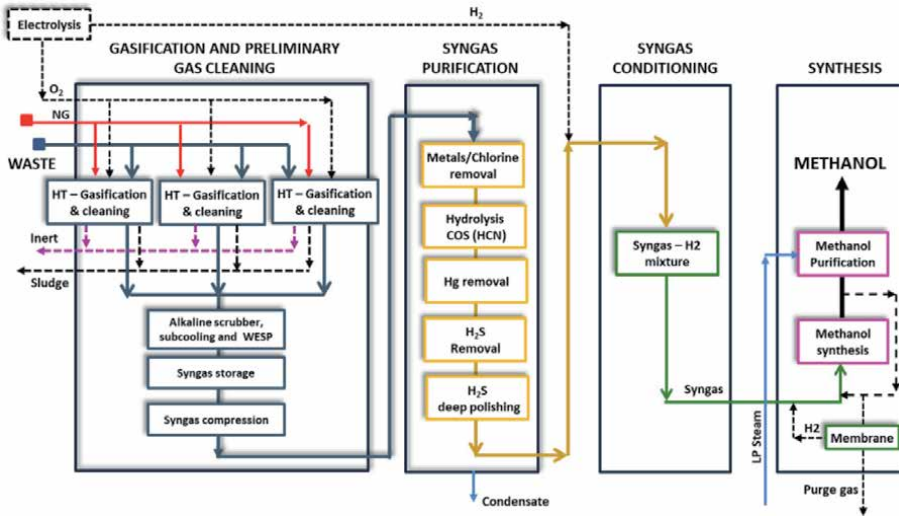 Electrolysis
H₂
GASIFICATION AND PRELIMINARY
GAS CLEANING
SYNGAS
PURIFICATION
SYNGAS
CONDITIONING
SYNTHESIS
O₂
NG
WASTE
HT – Gasification
& cleaning
HT – Gasification
& cleaning
HT – Gasification
& cleaning
Inert
Sludge
Alkaline scrubber,
subcooling and WESP
Syngas storage
Syngas compression
Metals/Chlorine
removal
Hydrolysis
COS (HCN)
Hg removal
H₂S
Removal
H₂S
deep polishing
Condensate
Syngas – H2
mixture
Syngas
METHANOL
Methanol
Purification
Methanol
synthesis
LP Steam
H2
Membrane
Purge gas